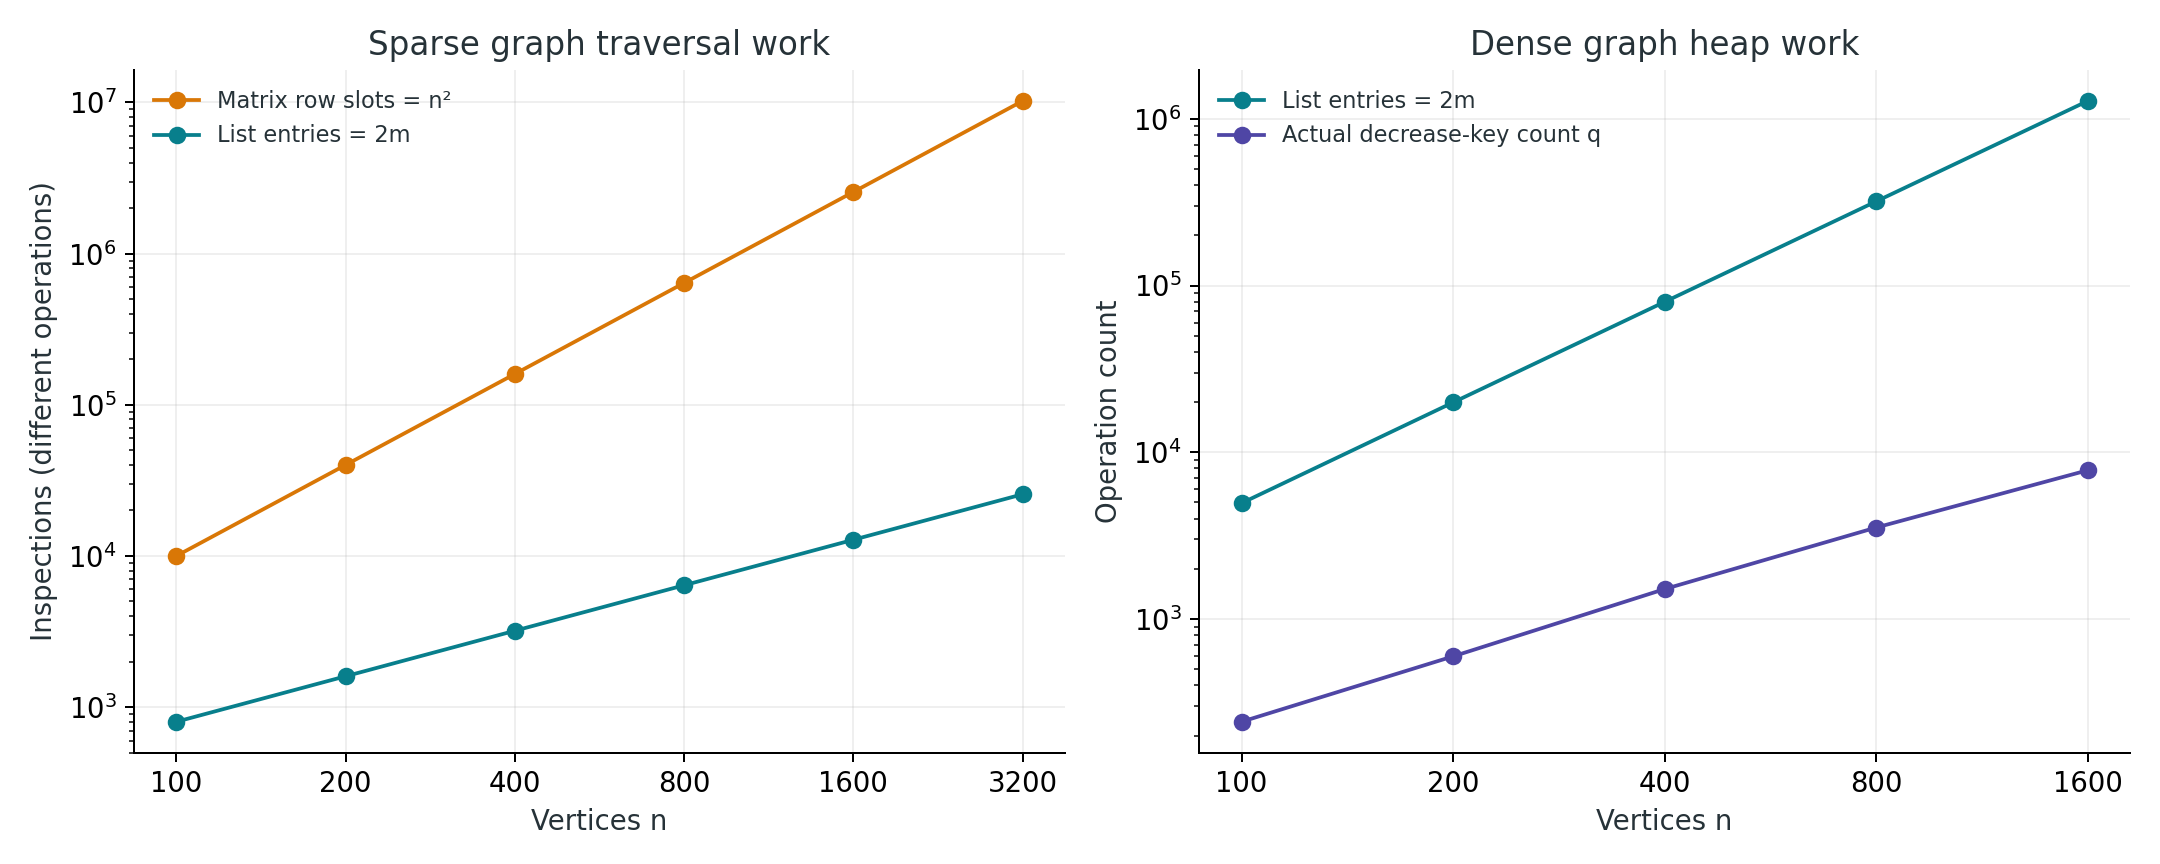 Sparse graph traversal work
Matrix row slots = n²
List entries = 2m
Inspections (different operations)
10⁷
10⁶
10⁵
10⁴
10³
100 200 400 800 1600 3200
Vertices n
Dense graph heap work
List entries = 2m
Actual decrease-key count q
Operation count
10⁶
10⁵
10⁴
10³
100 200 400 800 1600
Vertices n